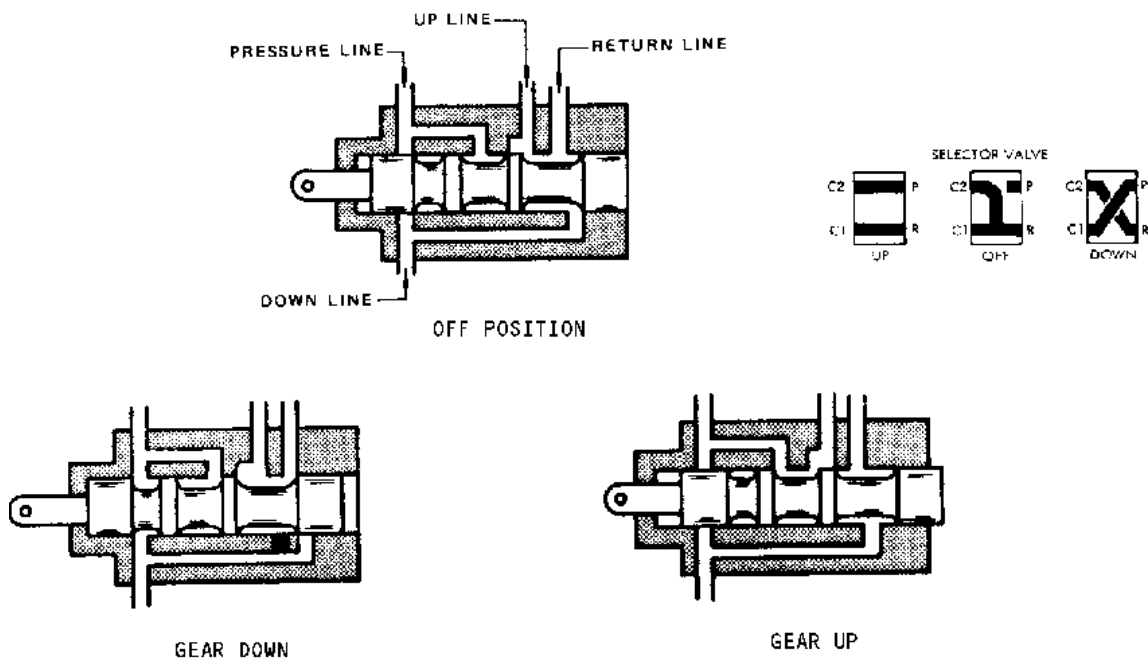 UP LINE
PRESSURE LINE
RETURN LINE
DOWN LINE
OFF POSITION
SELECTOR VALVE
C2 P
C1 R
UP
C2 P
C1 R
OFF
C2 P
C1 R
DOWN
GEAR DOWN
GEAR UP